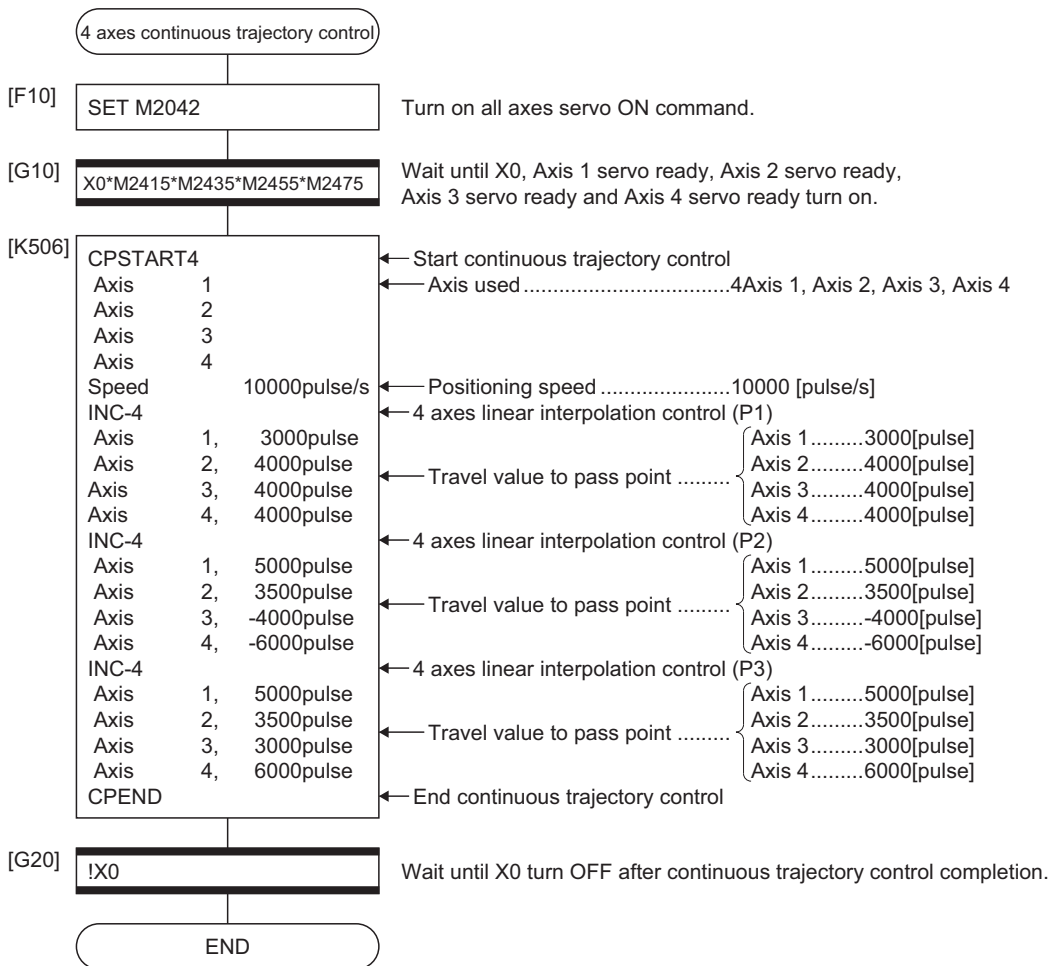 4 axes continuous trajectory control
[F10] SET M2042 Turn on all axes servo ON command.
[G10] X0*M2415*M2435*M2455*M2475 Wait until X0, Axis 1 servo ready, Axis 2 servo ready,
Axis 3 servo ready and Axis 4 servo ready turn on.
[K506]
CPSTART4 Start continuous trajectory control
Axis 1 Axis used ................................... 4Axis 1, Axis 2, Axis 3, Axis 4
Axis 2
Axis 3
Axis 4
Speed 10000pulse/s Positioning speed ......................10000 [pulse/s]
INC-4 4 axes linear interpolation control (P1)
Axis 1, 3000pulse Axis 1.........3000[pulse]
Axis 2, 4000pulse Travel value to pass point ......... Axis 2.........4000[pulse]
Axis 3, 4000pulse Axis 3.........4000[pulse]
Axis 4, 4000pulse Axis 4.........4000[pulse]
INC-4 4 axes linear interpolation control (P2)
Axis 1, 5000pulse Axis 1.........5000[pulse]
Axis 2, 3500pulse Travel value to pass point ......... Axis 2.........3500[pulse]
Axis 3, -4000pulse Axis 3.........-4000[pulse]
Axis 4, -6000pulse Axis 4.........-6000[pulse]
INC-4 4 axes linear interpolation control (P3)
Axis 1, 5000pulse Axis 1.........5000[pulse]
Axis 2, 3500pulse Travel value to pass point ......... Axis 2.........3500[pulse]
Axis 3, 3000pulse Axis 3.........3000[pulse]
Axis 4, 6000pulse Axis 4.........6000[pulse]
CPEND End continuous trajectory control
[G20] !X0 Wait until X0 turn OFF after continuous trajectory control completion.
END